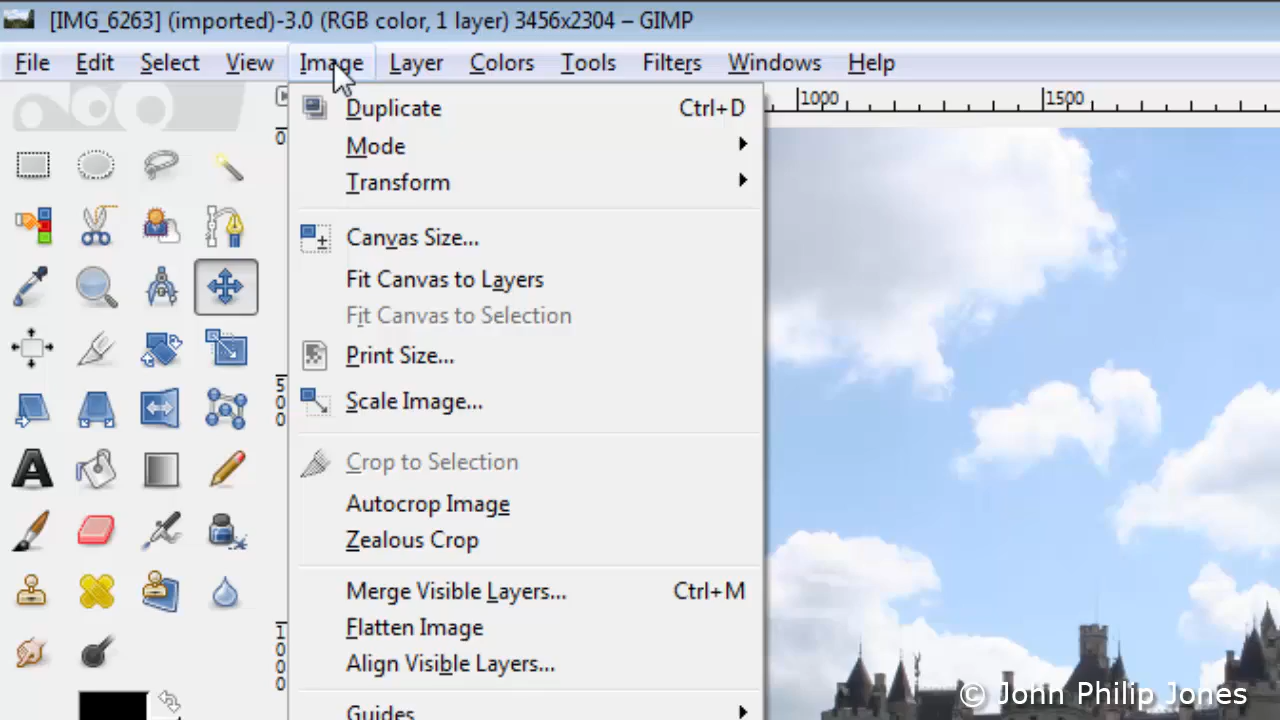 [IMG_6263] (imported)-3.0 (RGB color, 1 layer) 3456x2304 – GIMP
File Edit Select View Image Layer Colors Tools Filters Windows Help
Duplicate Ctrl+D
Mode
Transform
Canvas Size...
Fit Canvas to Layers
Fit Canvas to Selection
Print Size...
Scale Image...
Crop to Selection
Autocrop Image
Zealous Crop
Merge Visible Layers... Ctrl+M
Flatten Image
Align Visible Layers...
Guides
1000 1500
0
500
1000
© John Philip Jones